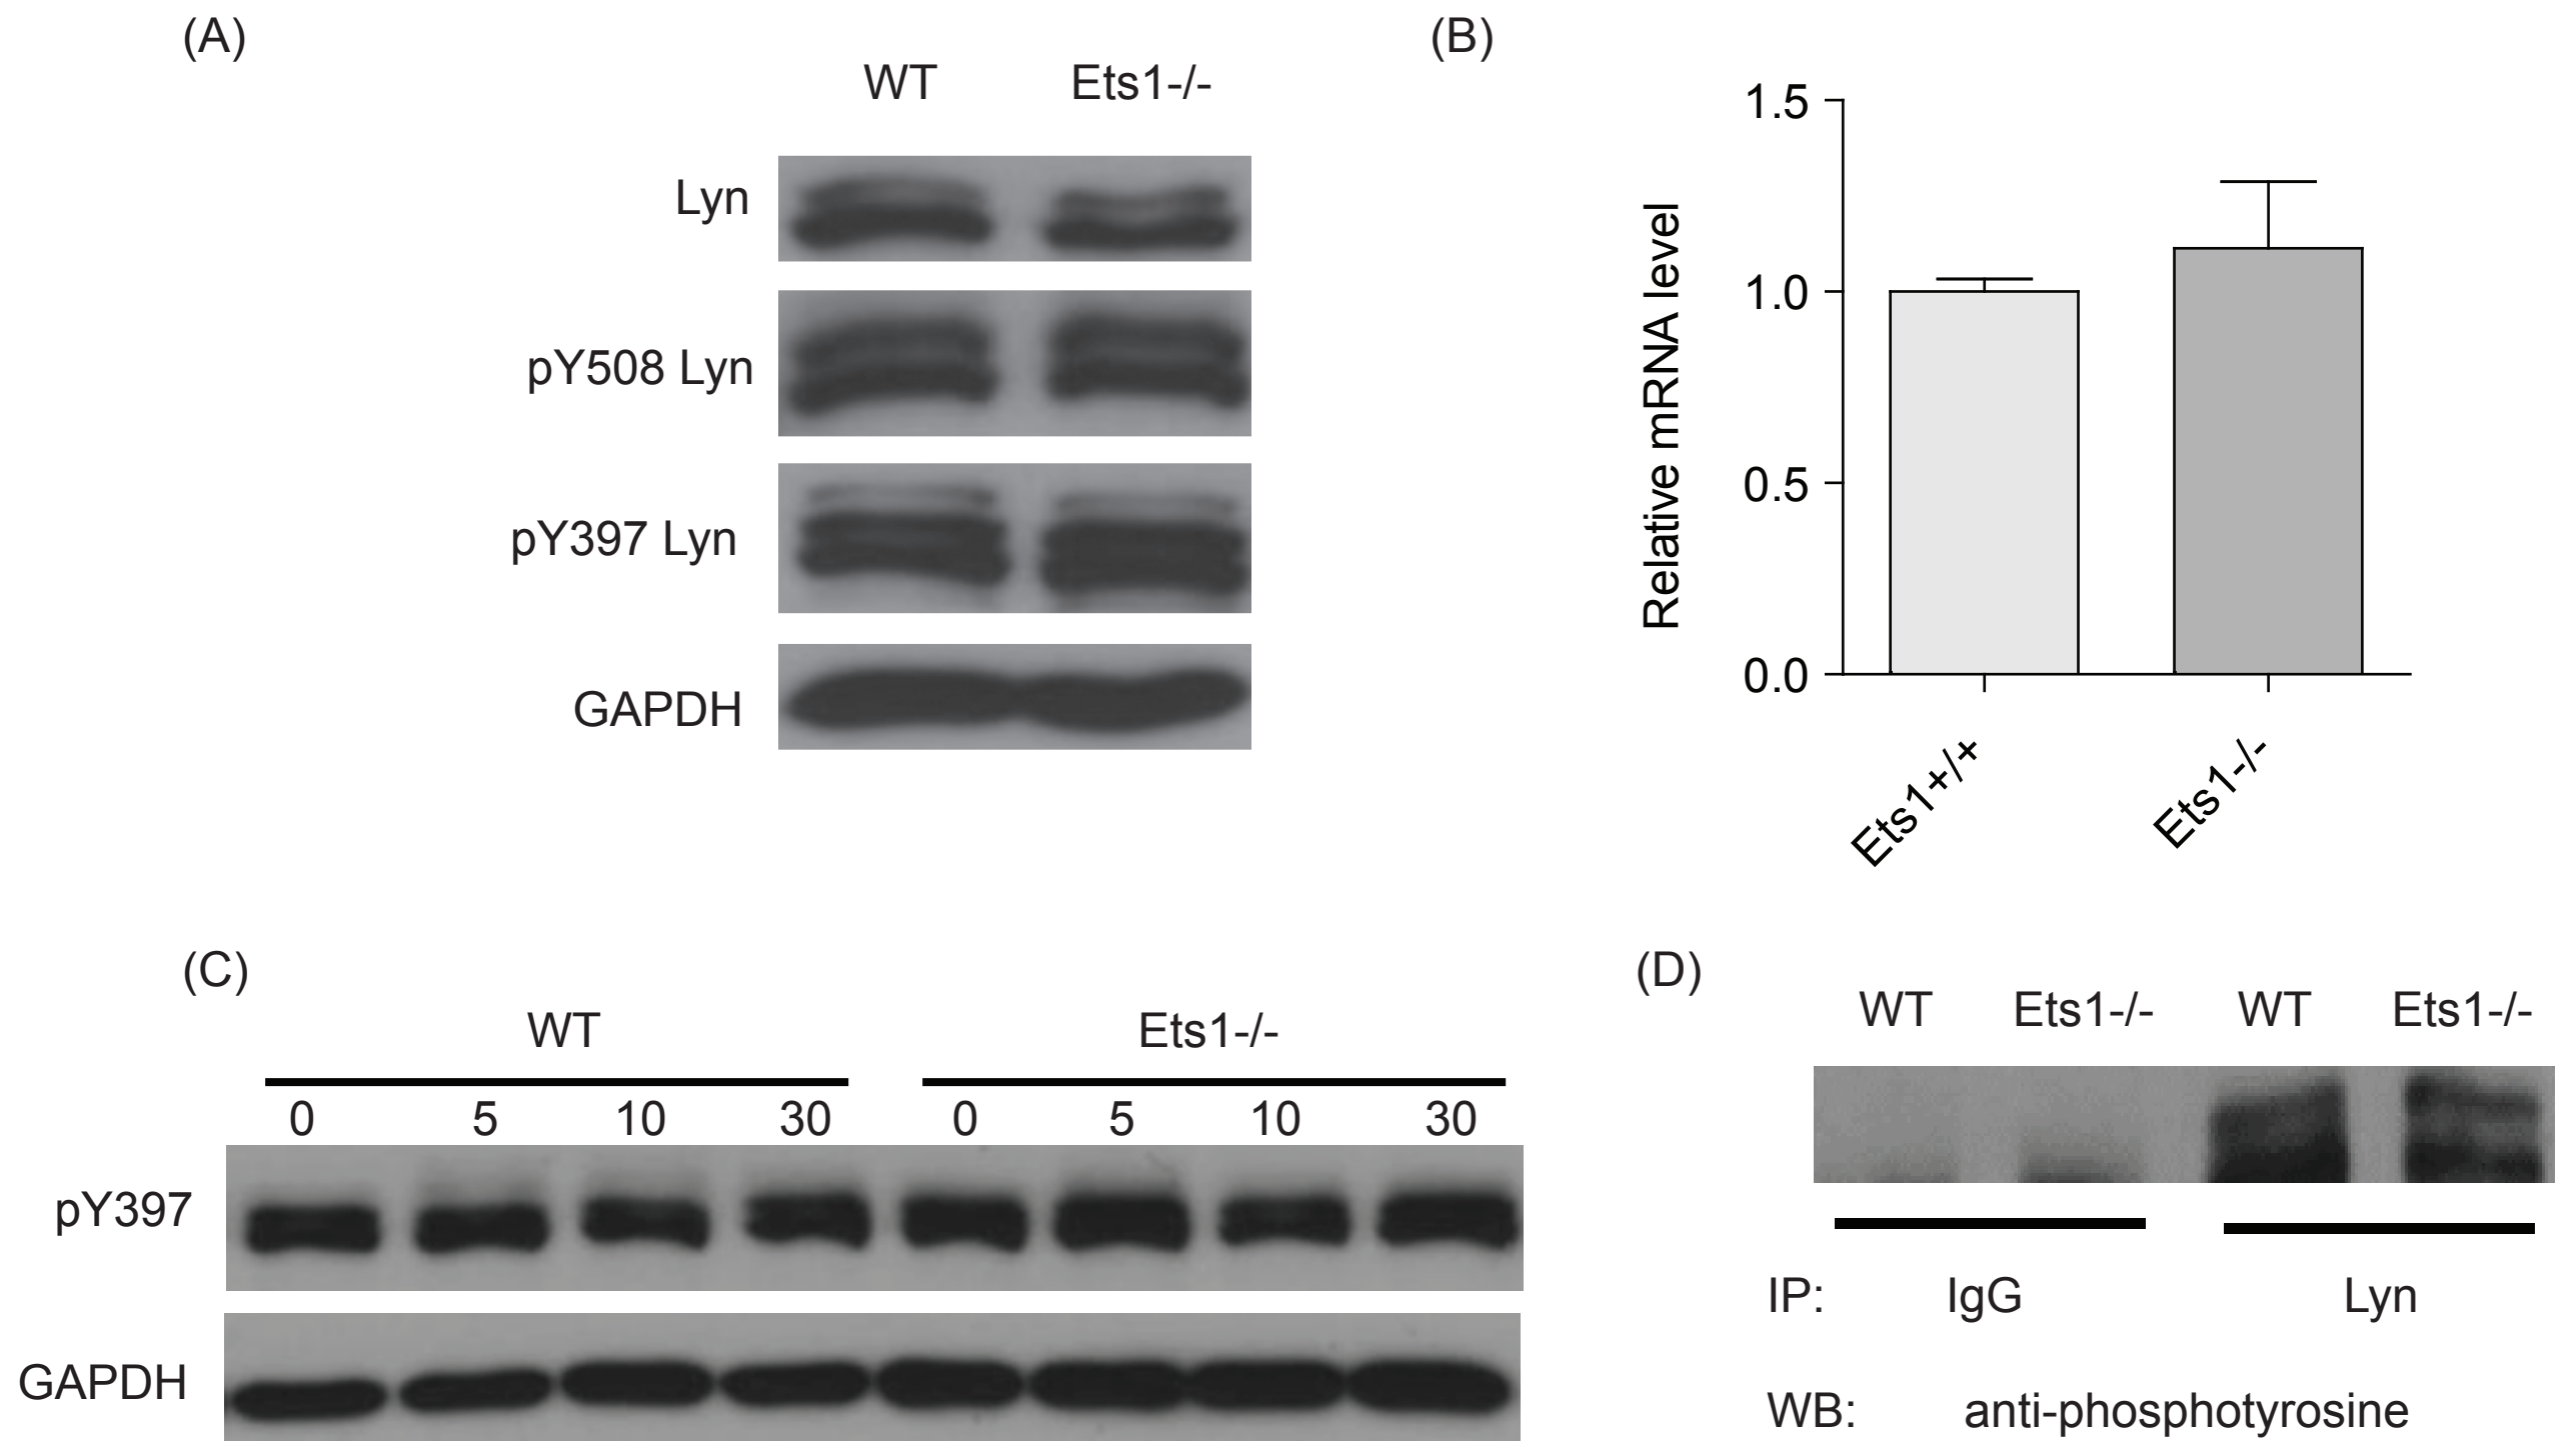 (A)
WT Ets1-/-
Lyn
pY508 Lyn
pY397 Lyn
GAPDH
(B)
1.5
1.0
0.5
0.0
Relative mRNA level
Ets1+/+ Ets1-/-
(C)
WT Ets1-/-
0 5 10 30 0 5 10 30
pY397
GAPDH
(D)
WT Ets1-/- WT Ets1-/-
IP: IgG Lyn
WB: anti-phosphotyrosine